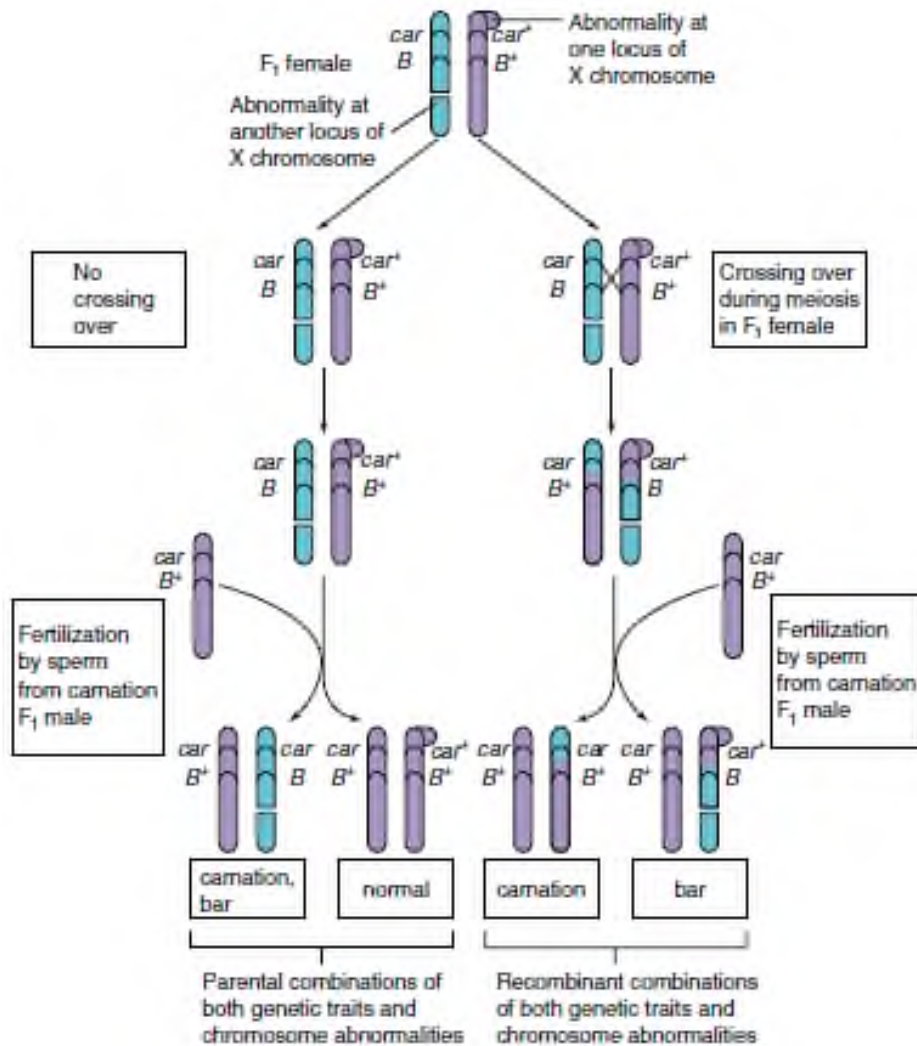 Abnormality at
one locus of
X chromosome
car
B
car⁺
B⁺
F₁ female
Abnormality at
another locus of
X chromosome
No
crossing
over
car
B
car⁺
B⁺
car
B
car⁺
B⁺
Crossing over
during meiosis
in F₁ female
car
B
car⁺
B⁺
car
B⁺
car⁺
B
car
B⁺
car
B⁺
Fertilization
by sperm
from carnation
F₁ male
Fertilization
by sperm
from carnation
F₁ male
car
B⁺
car
B
car
B⁺
car⁺
B⁺
car
B⁺
car
B⁺
car
B⁺
car⁺
B
carnation,
bar
normal
carnation
bar
Parental combinations of
both genetic traits and
chromosome abnormalities
Recombinant combinations
of both genetic traits and
chromosome abnormalities